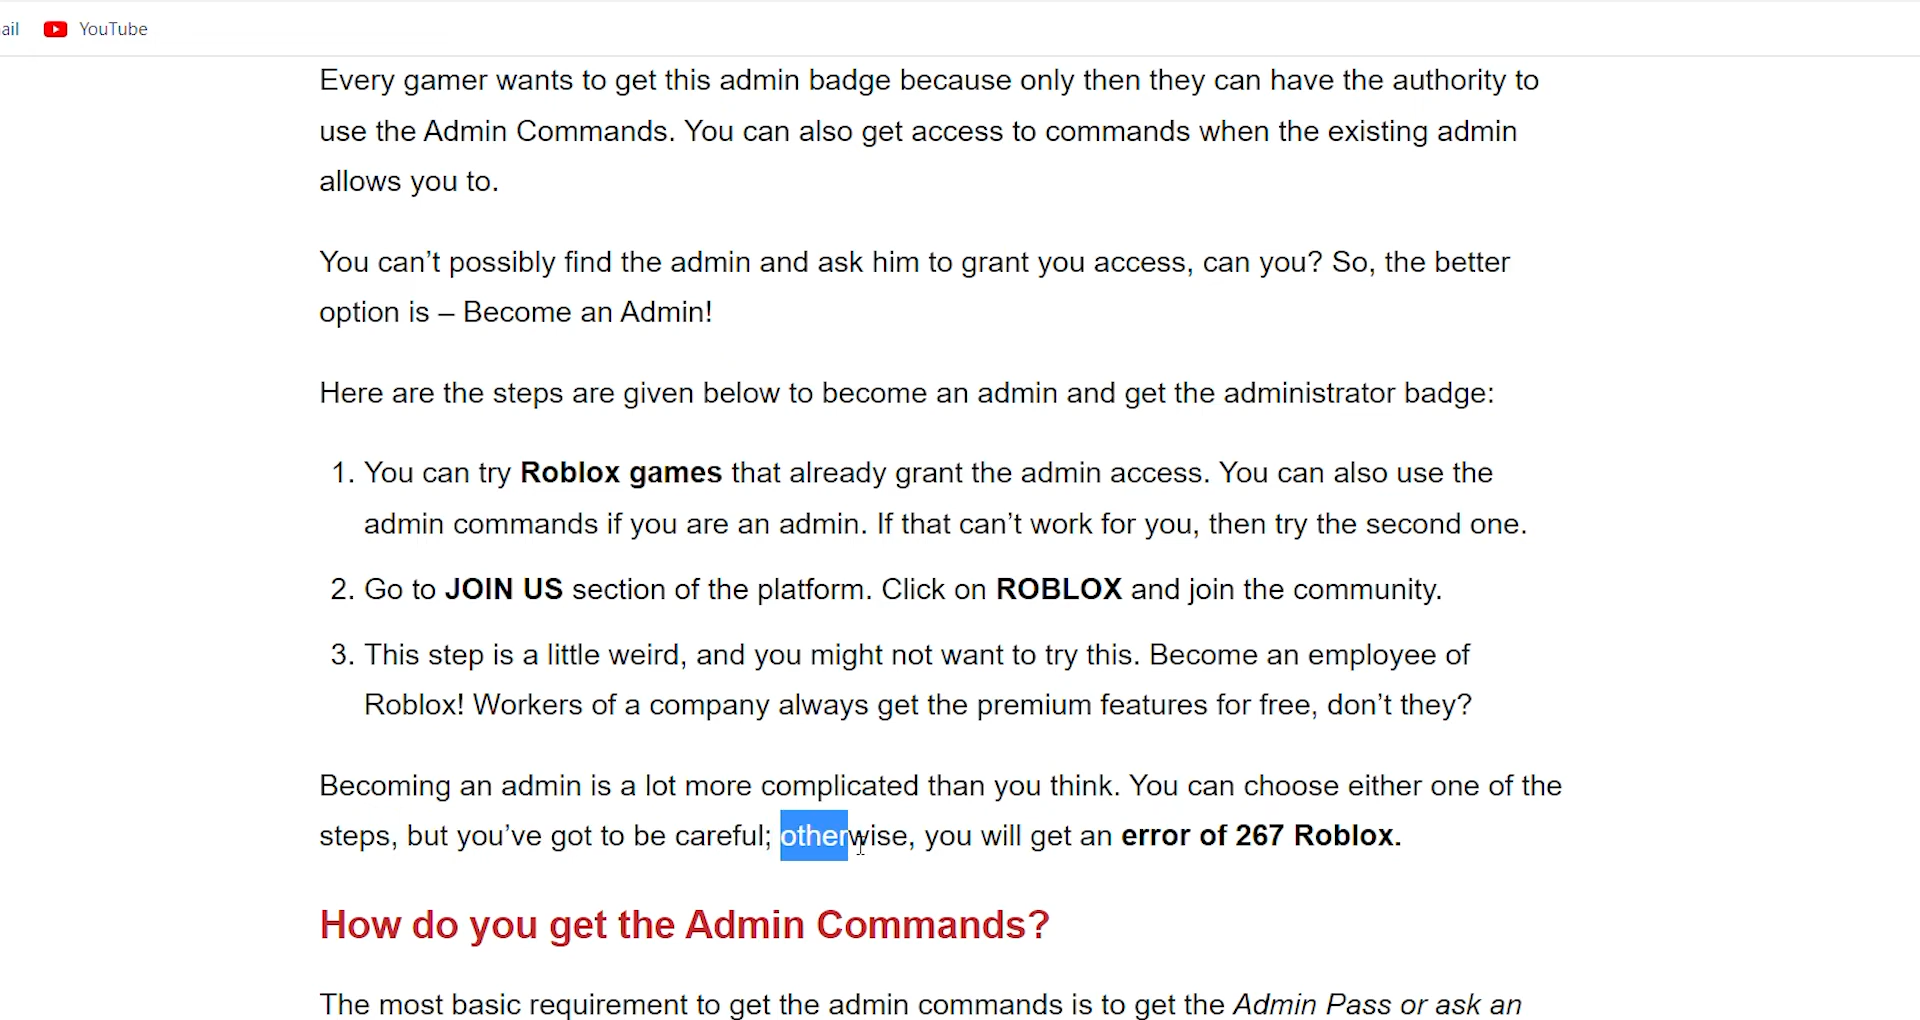 ail YouTube
Every gamer wants to get this admin badge because only then they can have the authority to
use the Admin Commands. You can also get access to commands when the existing admin
allows you to.
You can’t possibly find the admin and ask him to grant you access, can you? So, the better
option is – Become an Admin!
Here are the steps are given below to become an admin and get the administrator badge:
1. You can try Roblox games that already grant the admin access. You can also use the
admin commands if you are an admin. If that can’t work for you, then try the second one.
2. Go to JOIN US section of the platform. Click on ROBLOX and join the community.
3. This step is a little weird, and you might not want to try this. Become an employee of
Roblox! Workers of a company always get the premium features for free, don’t they?
Becoming an admin is a lot more complicated than you think. You can choose either one of the
steps, but you’ve got to be careful; otherwise, you will get an error of 267 Roblox.
How do you get the Admin Commands?
The most basic requirement to get the admin commands is to get the Admin Pass or ask an